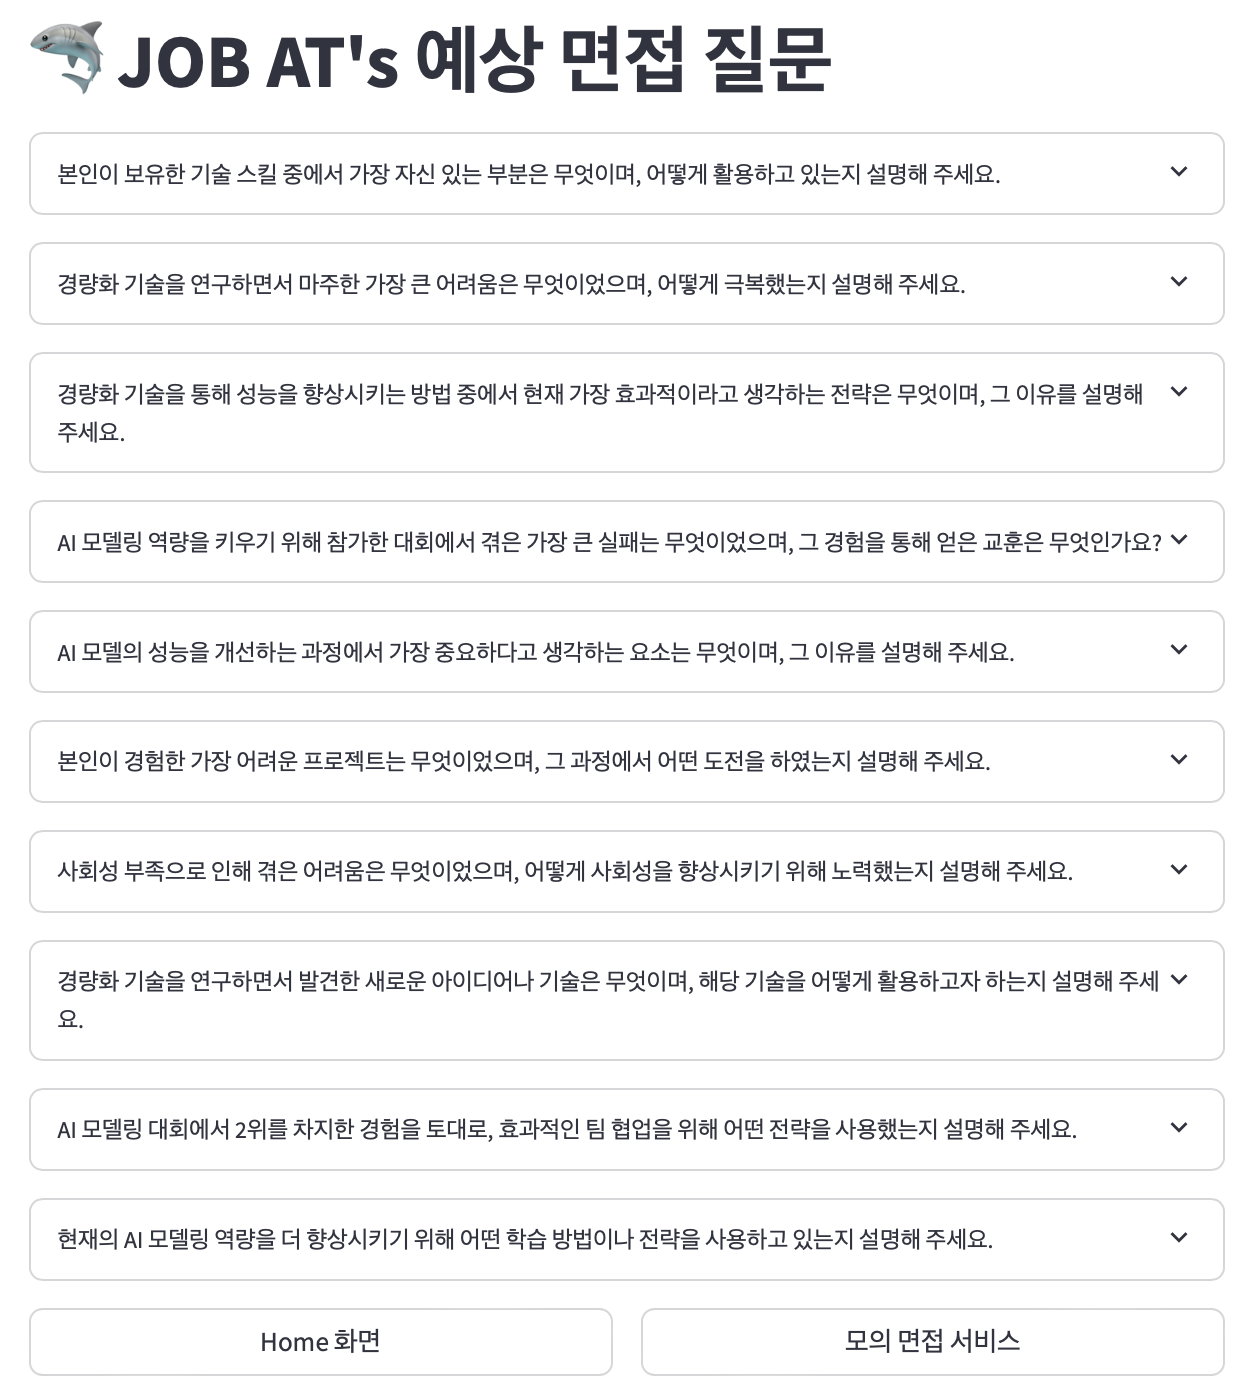 JOB AT's 예상 면접 질문
본인이 보유한 기술 스킬 중에서 가장 자신 있는 부분은 무엇이며, 어떻게 활용하고 있는지 설명해 주세요.
경량화 기술을 연구하면서 마주한 가장 큰 어려움은 무엇이었으며, 어떻게 극복했는지 설명해 주세요.
경량화 기술을 통해 성능을 향상시키는 방법 중에서 현재 가장 효과적이라고 생각하는 전략은 무엇이며, 그 이유를 설명해
주세요.
AI 모델링 역량을 키우기 위해 참가한 대회에서 겪은 가장 큰 실패는 무엇이었으며, 그 경험을 통해 얻은 교훈은 무엇인가요?
AI 모델의 성능을 개선하는 과정에서 가장 중요하다고 생각하는 요소는 무엇이며, 그 이유를 설명해 주세요.
본인이 경험한 가장 어려운 프로젝트는 무엇이었으며, 그 과정에서 어떤 도전을 하였는지 설명해 주세요.
사회성 부족으로 인해 겪은 어려움은 무엇이었으며, 어떻게 사회성을 향상시키기 위해 노력했는지 설명해 주세요.
경량화 기술을 연구하면서 발견한 새로운 아이디어나 기술은 무엇이며, 해당 기술을 어떻게 활용하고자 하는지 설명해 주세
요.
AI 모델링 대회에서 2위를 차지한 경험을 토대로, 효과적인 팀 협업을 위해 어떤 전략을 사용했는지 설명해 주세요.
현재의 AI 모델링 역량을 더 향상시키기 위해 어떤 학습 방법이나 전략을 사용하고 있는지 설명해 주세요.
Home 화면
모의 면접 서비스